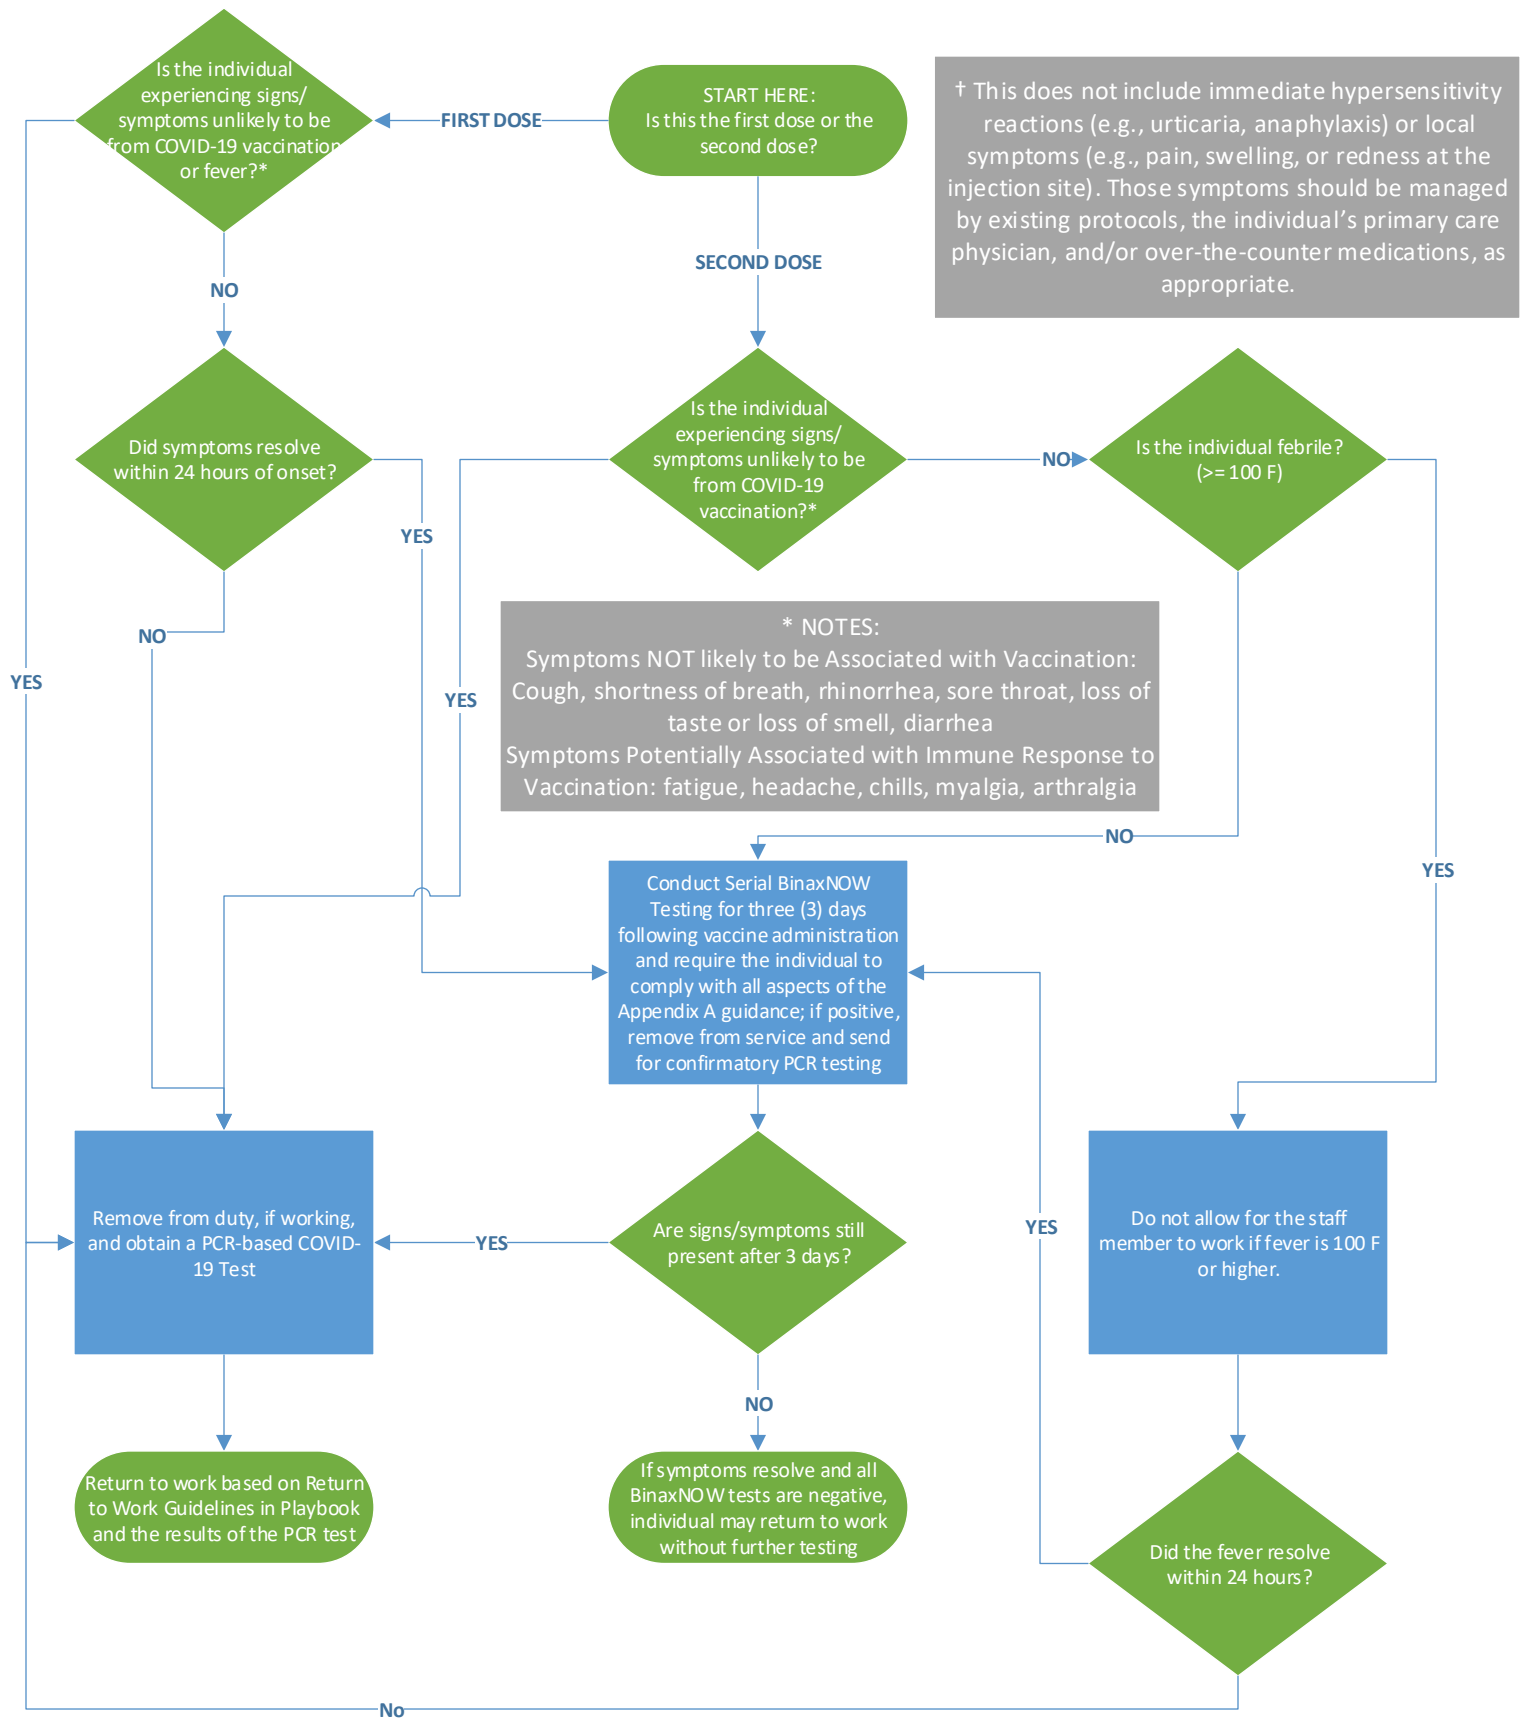 START HERE:
Is this the first dose or the
second dose?
FIRST DOSE
Is the individual
experiencing signs/
symptoms unlikely to be
from COVID-19 vaccination
or fever?*
† This does not include immediate hypersensitivity
reactions (e.g., urticaria, anaphylaxis) or local
symptoms (e.g., pain, swelling, or redness at the
injection site). Those symptoms should be managed
by existing protocols, the individual's primary care
physician, and/or over-the-counter medications, as
appropriate.
NO
SECOND DOSE
Did symptoms resolve
within 24 hours of onset?
Is the individual
experiencing signs/
symptoms unlikely to be
from COVID-19
vaccination?*
NO
Is the individual febrile?
(>= 100 F)
YES
NO
YES
YES
* NOTES:
Symptoms NOT likely to be Associated with Vaccination:
Cough, shortness of breath, rhinorrhea, sore throat, loss of
taste or loss of smell, diarrhea
Symptoms Potentially Associated with Immune Response to
Vaccination: fatigue, headache, chills, myalgia, arthralgia
NO
YES
Conduct Serial BinaxNOW
Testing for three (3) days
following vaccine administration
and require the individual to
comply with all aspects of the
Appendix A guidance; if positive,
remove from service and send
for confirmatory PCR testing
Remove from duty, if working,
and obtain a PCR-based COVID-
19 Test
YES
Are signs/symptoms still
present after 3 days?
YES
Do not allow for the staff
member to work if fever is 100 F
or higher.
NO
Return to work based on Return
to Work Guidelines in Playbook
and the results of the PCR test
If symptoms resolve and all
BinaxNOW tests are negative,
individual may return to work
without further testing
Did the fever resolve
within 24 hours?
No